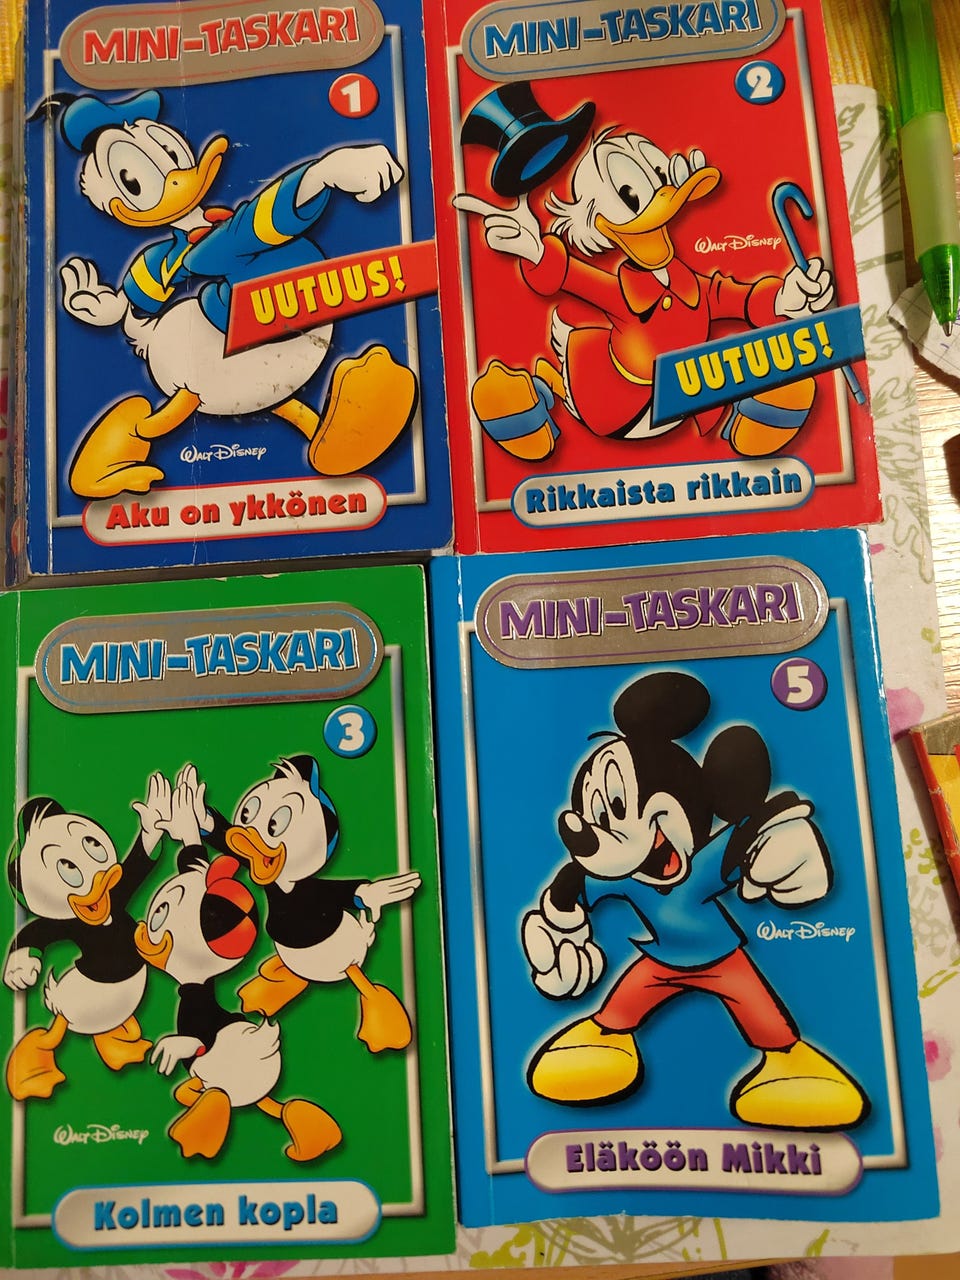 MINI-TASKARI
1
UUTUUS!
WALT DISNEY
Aku on ykkönen
MINI-TASKARI
2
WALT DISNEY
UUTUUS!
Rikkaista rikkain
MINI-TASKARI
3
WALT DISNEY
Kolmen kopla
MINI-TASKARI
5
WALT DISNEY
Eläköön Mikki